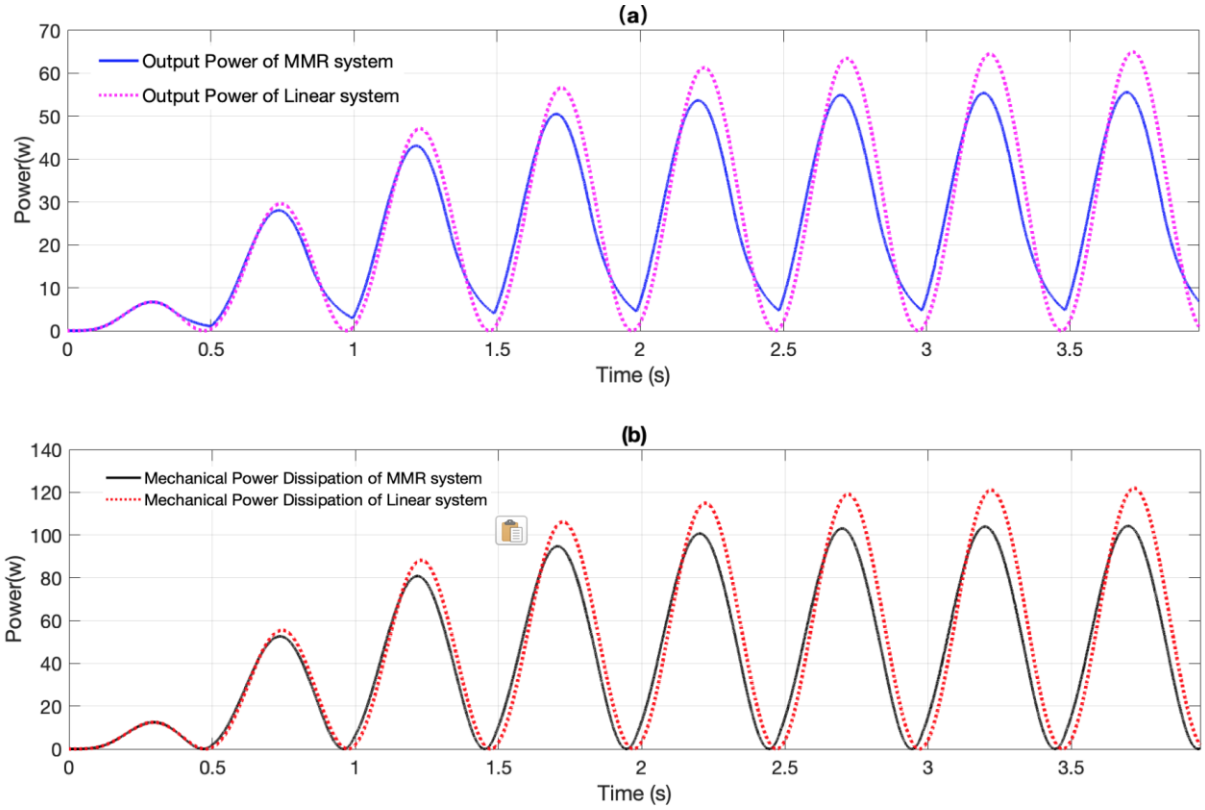 (a)
70
60
50
40
30
20
10
0
Power(w)
Output Power of MMR system
Output Power of Linear system
0 0.5 1 1.5 2 2.5 3 3.5
Time (s)
(b)
140
120
100
80
60
40
20
0
Power(w)
Mechanical Power Dissipation of MMR system
Mechanical Power Dissipation of Linear system
0 0.5 1 1.5 2 2.5 3 3.5
Time (s)